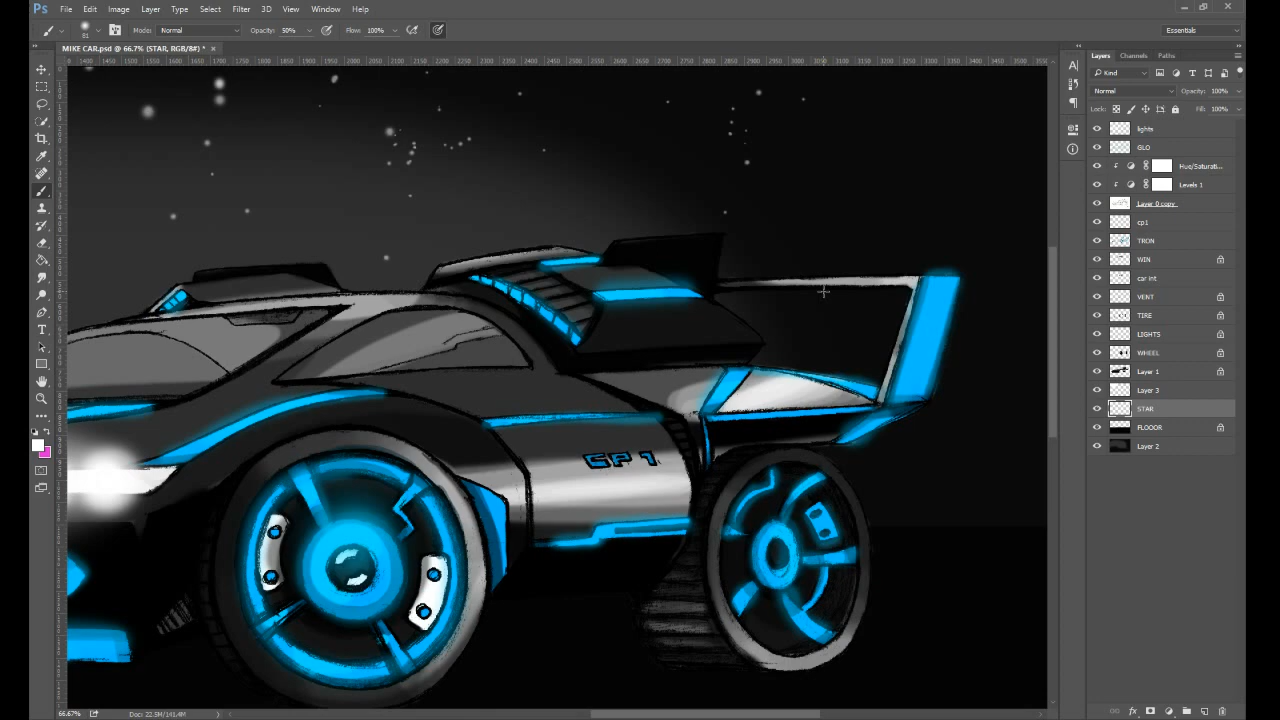 Ps File Edit Image Layer Type Select Filter 3D View Window Help
81 Mode: Normal Opacity: 50% Flow: 100% Essentials
MIKE CAR.psd @ 66.7% (STAR, RGB/8#) * ×
Layers Channels Paths
Kind
Normal Opacity: 100%
Lock: Fill: 100%
lights
GLO
Hue/Saturati...
Levels 1
Layer 0 copy
cp1
TRON
WIN
car int
VENT
TIRE
LIGHTS
WHEEL
Layer 1
Layer 3
STAR
FLOOOR
Layer 2
CP 1
66.67% Doc: 22.5M/141.4M